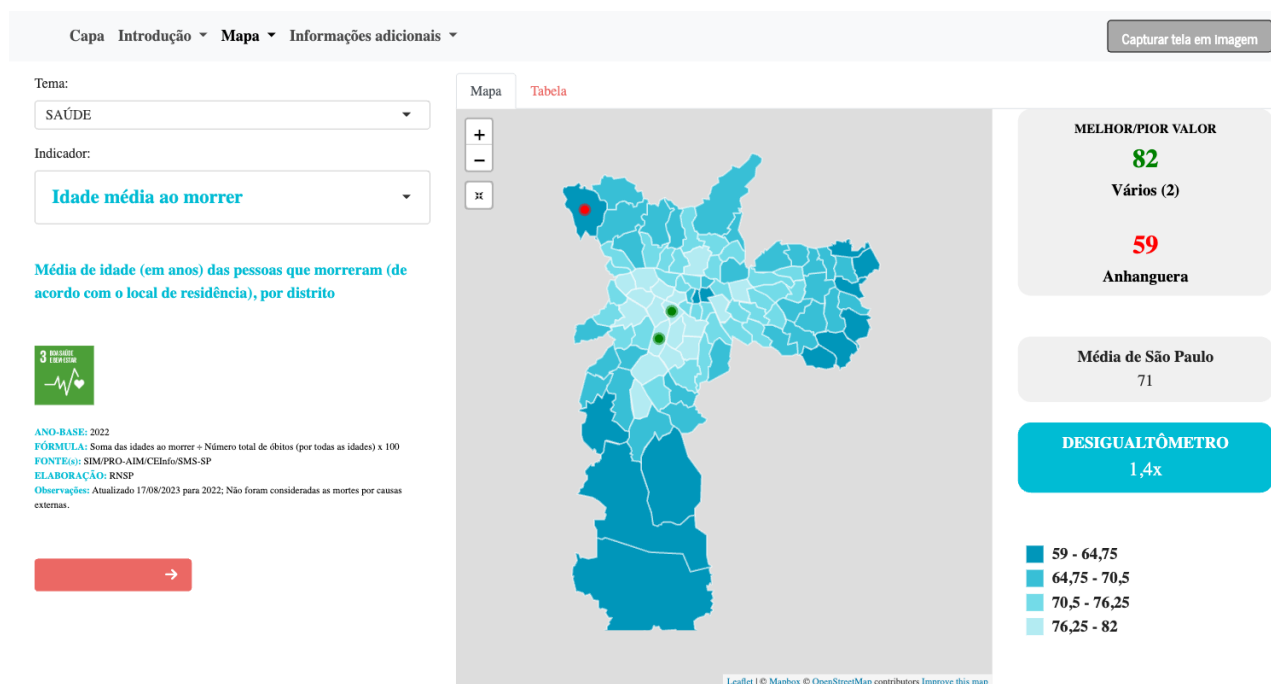 Capa Introdução Mapa Informações adicionais
Capturar tela em Imagem
Tema:
SAÚDE
Indicador:
Idade média ao morrer
Média de idade (em anos) das pessoas que morreram (de
acordo com o local de residência), por distrito
3 BOA SAÚDE
E BEM-ESTAR
ANO-BASE: 2022
FÓRMULA: Soma das idades ao morrer ÷ Número total de óbitos (por todas as idades) x 100
FONTE(s): SIM/PRO-AIM/CEInfo/SMS-SP
ELABORAÇÃO: RNSP
Observações: Atualizado 17/08/2023 para 2022; Não foram consideradas as mortes por causas
externas.
Mapa Tabela
+
−
Leaflet | © Mapbox © OpenStreetMap contributors Improve this map
MELHOR/PIOR VALOR
82
Vários (2)
59
Anhanguera
Média de São Paulo
71
DESIGUALTÔMETRO
1,4x
59 - 64,75
64,75 - 70,5
70,5 - 76,25
76,25 - 82